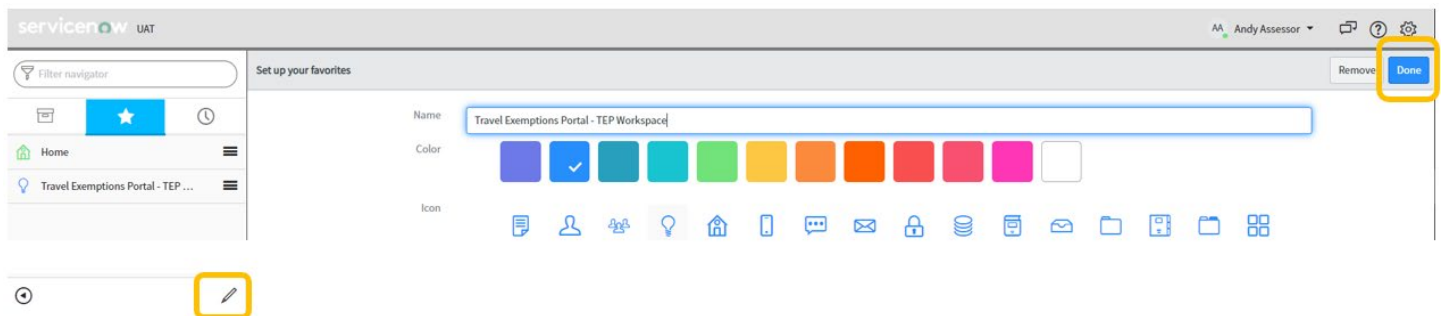 servicenow UAT
AA Andy Assessor
Filter navigator
Set up your favorites
Remove
Done
Name
Travel Exemptions Portal - TEP Workspace
Color
Home
Travel Exemptions Portal - TEP ...
Icon